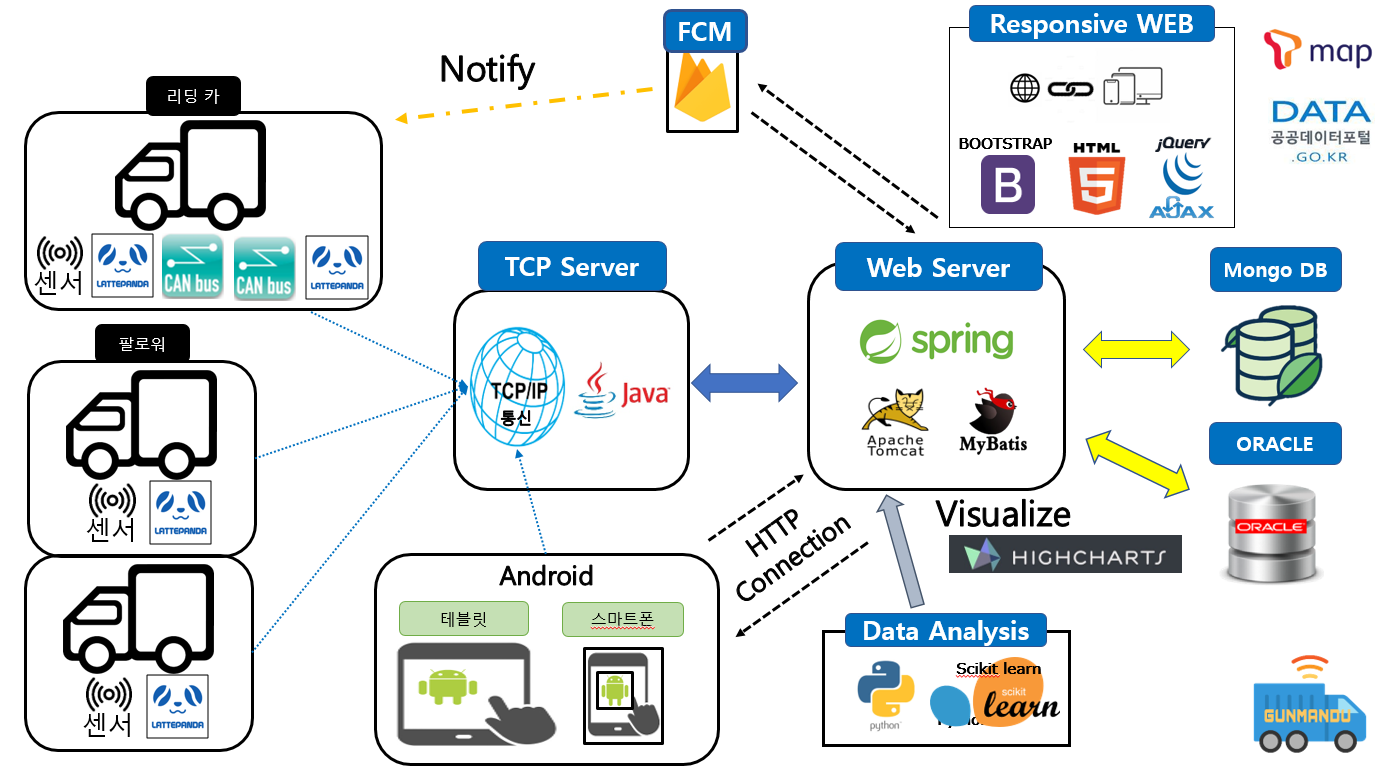 FCM
Notify
Responsive WEB
BOOTSTRAP
B
HTML
5
jQuery
AJAX
T map
DATA
공공데이터포털
.GO.KR
리딩 카
센서
LATTEPANDA
CAN bus
CAN bus
LATTEPANDA
팔로워
센서
LATTEPANDA
센서
LATTEPANDA
TCP Server
TCP/IP
통신
Java
Web Server
spring
Apache
Tomcat
MyBatis
Mongo DB
ORACLE
ORACLE
HTTP
Connection
Visualize
HIGHCHARTS
Android
테블릿
스마트폰
Data Analysis
python
Scikit learn
scikit
learn
GUNMANDO